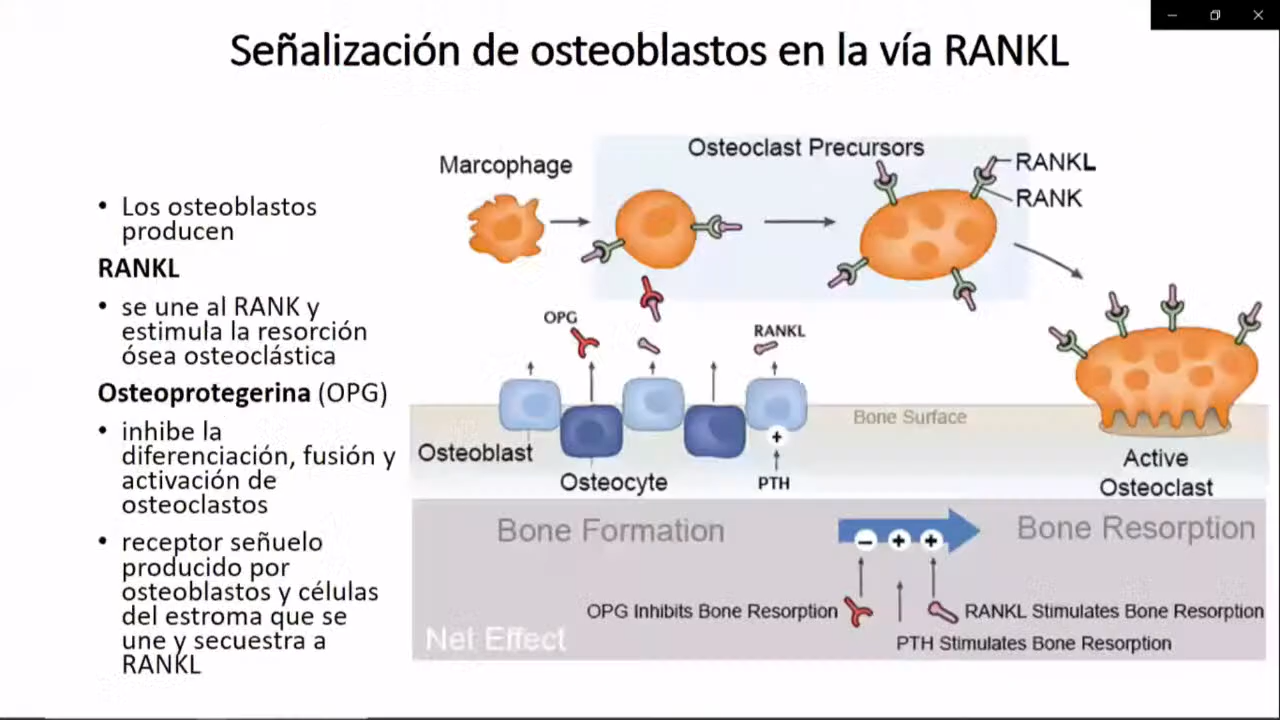 Señalización de osteoblastos en la vía RANKL
• Los osteoblastos
producen
RANKL
• se une al RANK y
estimula la resorción
ósea osteoclástica
Osteoprotegerina (OPG)
• inhibe la
diferenciación, fusión y
activación de
osteoclastos
• receptor señuelo
producido por
osteoblastos y células
del estroma que se
une y secuestra a
RANKL
Marcophage
Osteoclast Precursors
RANKL
RANK
OPG
RANKL
Bone Surface
Osteoblast
Osteocyte
+
PTH
Active
Osteoclast
Bone Formation
Bone Resorption
− + +
OPG Inhibits Bone Resorption
RANKL Stimulates Bone Resorption
PTH Stimulates Bone Resorption
Net Effect